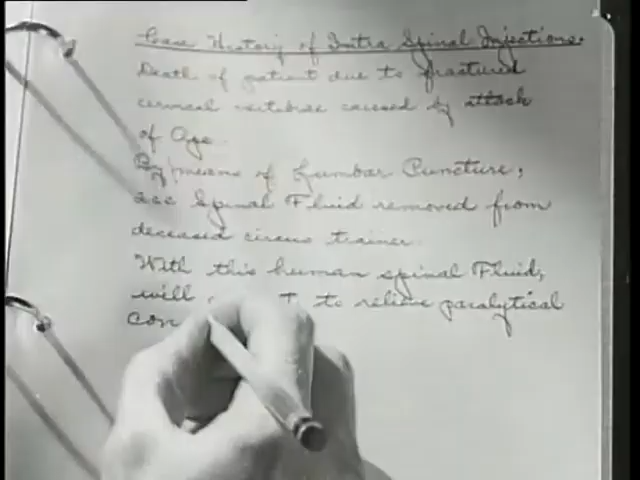 Case History of Intra Spinal Injections.
Death of patient due to fractured
cervical vertebrae caused by attack
of Ape.
By means of Lumbar Puncture,
2cc Spinal Fluid removed from
deceased circus trainer.
With this human spinal Fluid,
will to relieve paralytical
con